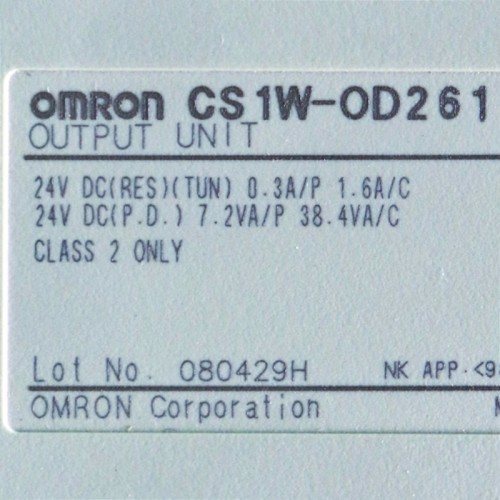 OMRON CS1W-OD261
OUTPUT UNIT
24V DC(RES)(TUN) 0.3A/P 1.6A/C
24V DC(P.D.) 7.2VA/P 38.4VA/C
CLASS 2 ONLY
Lot No. 080429H NK APP.<9
OMRON Corporation